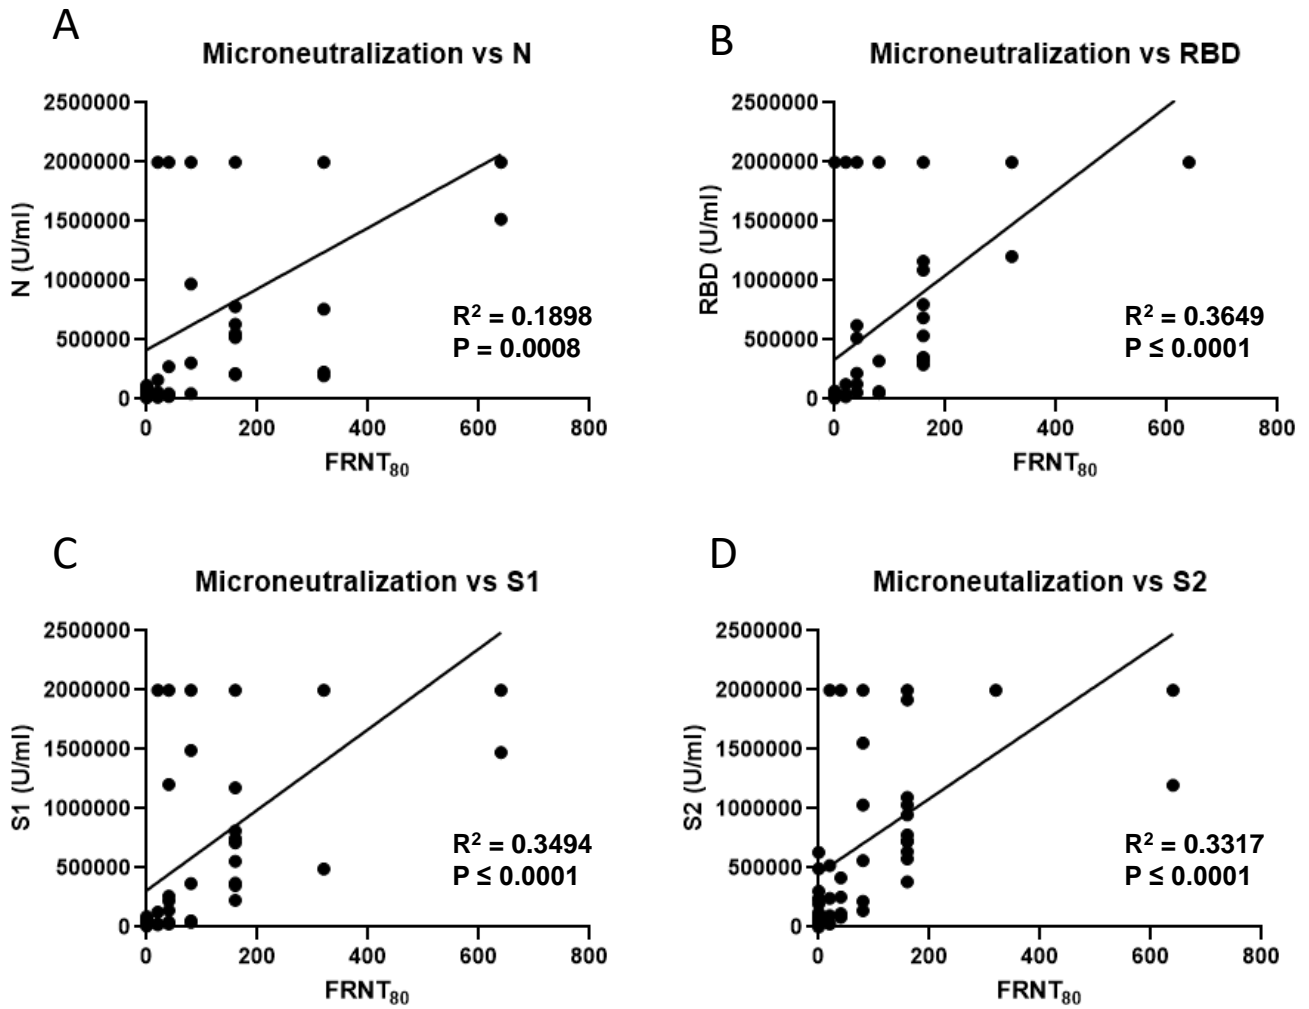 A
Microneutralization vs N
2500000
2000000
1500000
1000000
500000
0
N (U/ml)
R² = 0.1898
P = 0.0008
0 200 400 600 800
FRNT₈₀
B
Microneutralization vs RBD
2500000
2000000
1500000
1000000
500000
0
RBD (U/ml)
R² = 0.3649
P ≤ 0.0001
0 200 400 600 800
FRNT₈₀
C
Microneutralization vs S1
2500000
2000000
1500000
1000000
500000
0
S1 (U/ml)
R² = 0.3494
P ≤ 0.0001
0 200 400 600 800
FRNT₈₀
D
Microneutalization vs S2
2500000
2000000
1500000
1000000
500000
0
S2 (U/ml)
R² = 0.3317
P ≤ 0.0001
0 200 400 600 800
FRNT₈₀